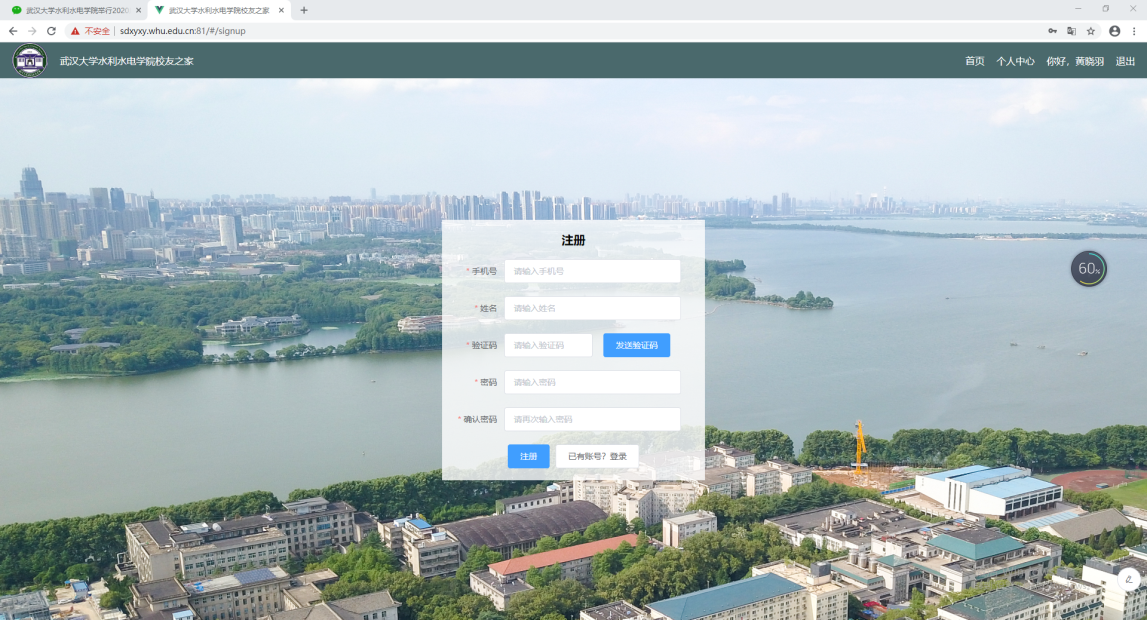 武汉大学水利水电学院举行2020
武汉大学水利水电学院校友之家
不安全
sdxyxy.whu.edu.cn:81/#/signup
武汉大学水利水电学院校友之家
首页 个人中心 你好，黄晓羽 退出
注册
* 手机号 请输入手机号
* 姓名 请输入姓名
* 验证码 请输入验证码 发送验证码
* 密码 请输入密码
* 确认密码 请再次输入密码
注册 已有账号？登录
60%